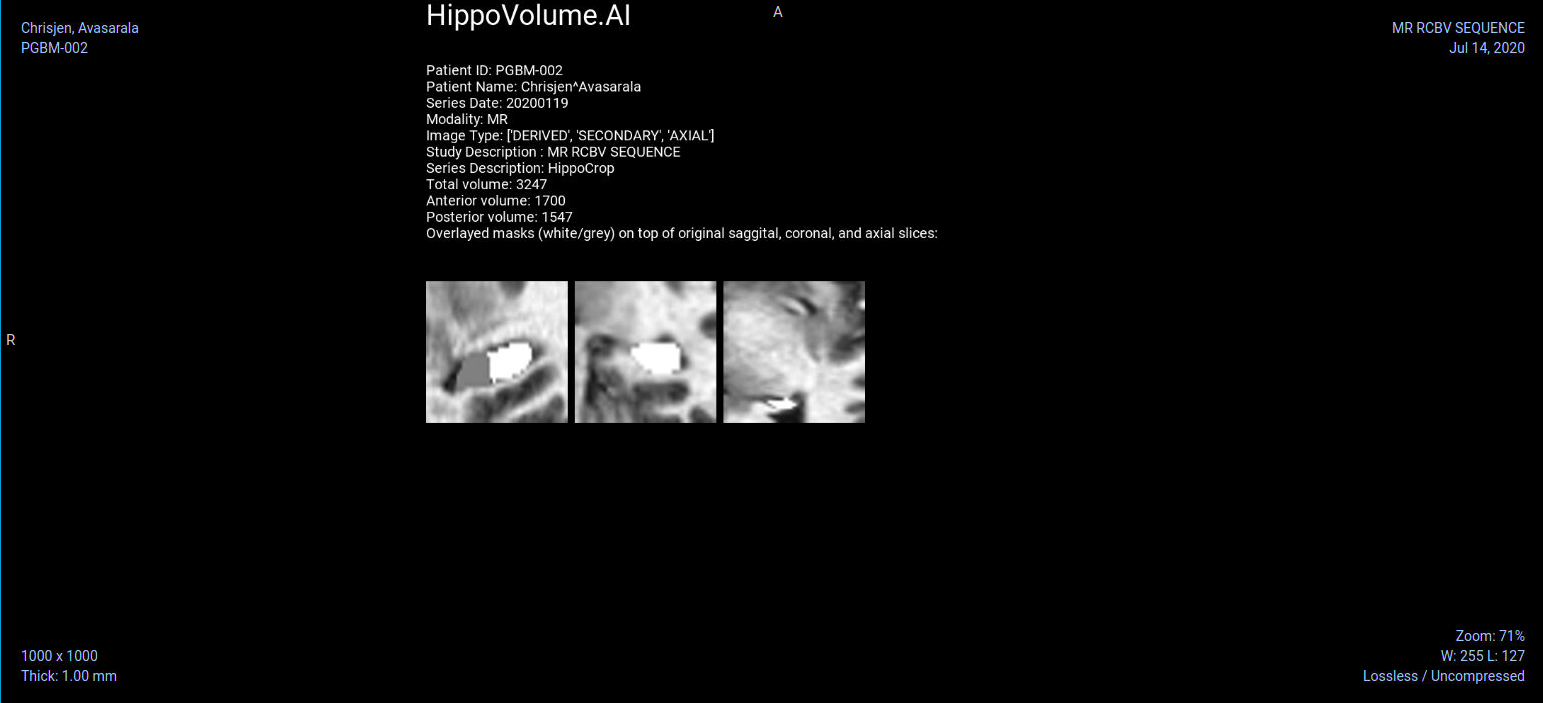 HippoVolume.AI
A
Chrisjen, Avasarala
PGBM-002
MR RCBV SEQUENCE
Jul 14, 2020
Patient ID: PGBM-002
Patient Name: Chrisjen^Avasarala
Series Date: 20200119
Modality: MR
Image Type: ['DERIVED', 'SECONDARY', 'AXIAL']
Study Description : MR RCBV SEQUENCE
Series Description: HippoCrop
Total volume: 3247
Anterior volume: 1700
Posterior volume: 1547
Overlayed masks (white/grey) on top of original saggital, coronal, and axial slices:
R
1000 x 1000
Thick: 1.00 mm
Zoom: 71%
W: 255 L: 127
Lossless / Uncompressed